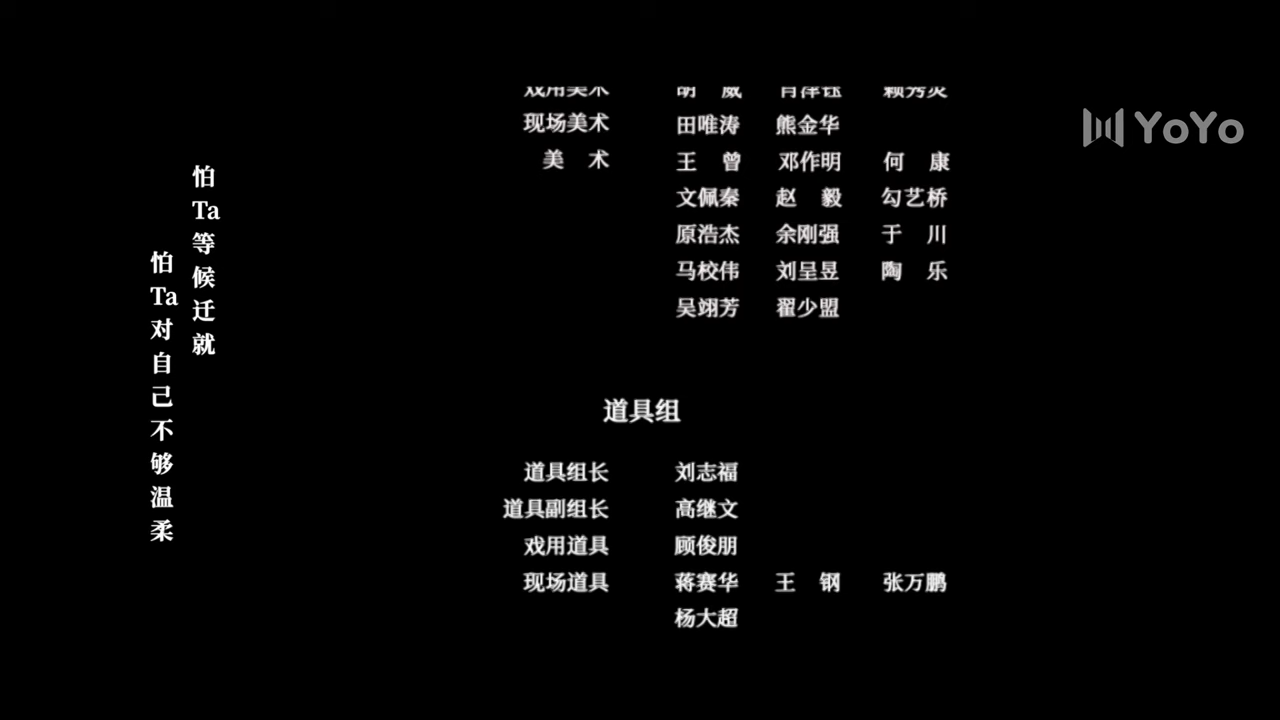 YoYo
怕Ta等候迁就
怕Ta对自己不够温柔
戏用美术
现场美术 田唯涛 熊金华
美 术 王 曾 邓作明 何 康
文佩秦 赵 毅 勾艺桥
原浩杰 余刚强 于 川
马校伟 刘呈昱 陶 乐
吴翊芳 翟少盟
道具组
道具组长 刘志福
道具副组长 高继文
戏用道具 顾俊朋
现场道具 蒋赛华 王 钢 张万鹏
杨大超